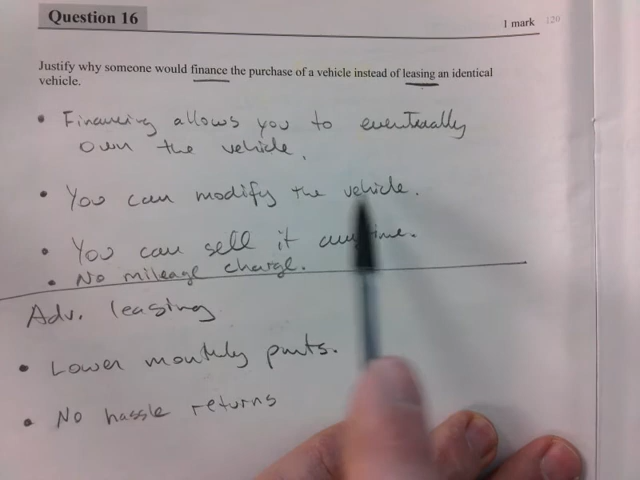 Question 16
1 mark
120
Justify why someone would finance the purchase of a vehicle instead of leasing an identical
vehicle.
• Financing allows you to eventually
own the vehicle.
• You can modify the vehicle.
• You can sell it anytime.
• No mileage charge.
Adv. leasing
• Lower monthly pmts.
• No hassle returns